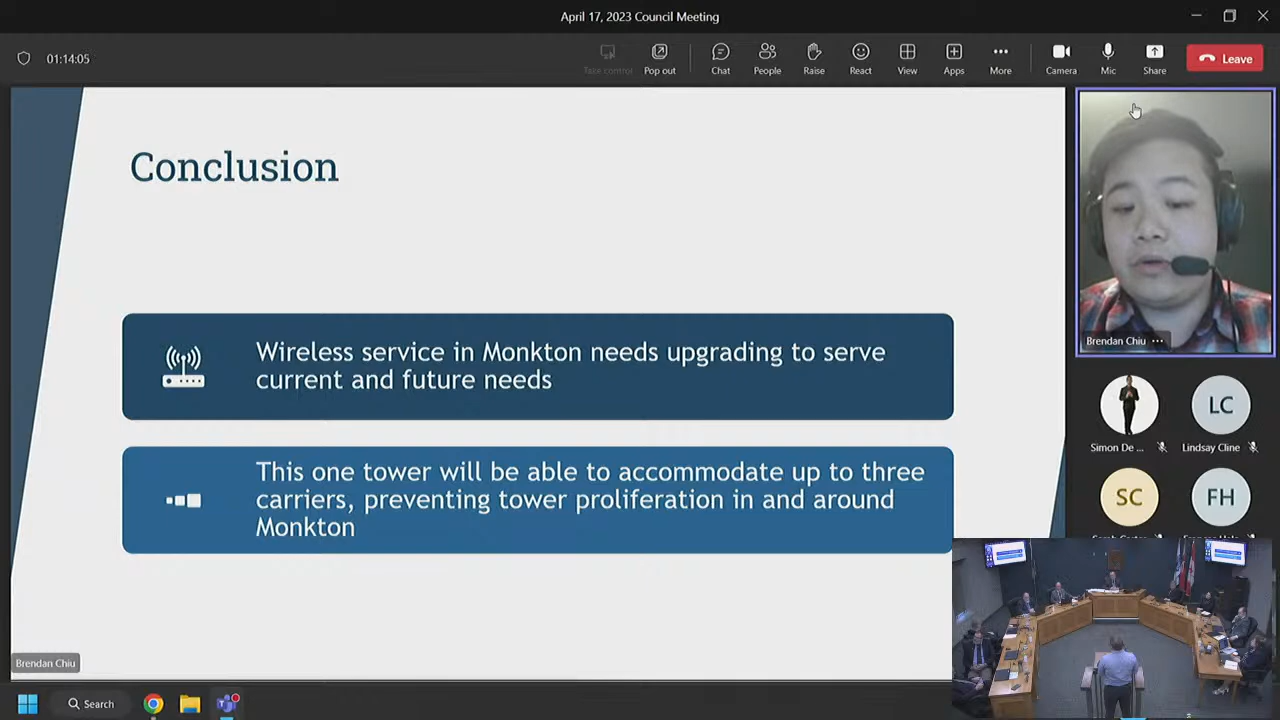 April 17, 2023 Council Meeting
01:14:05
Take control
Pop out
Chat
People
Raise
React
View
Apps
More
Camera
Mic
Share
Leave
Conclusion
Wireless service in Monkton needs upgrading to serve
current and future needs
This one tower will be able to accommodate up to three
carriers, preventing tower proliferation in and around
Monkton
Brendan Chiu
Brendan Chiu
LC
Simon De ...
Lindsay Cline
SC
FH
Search